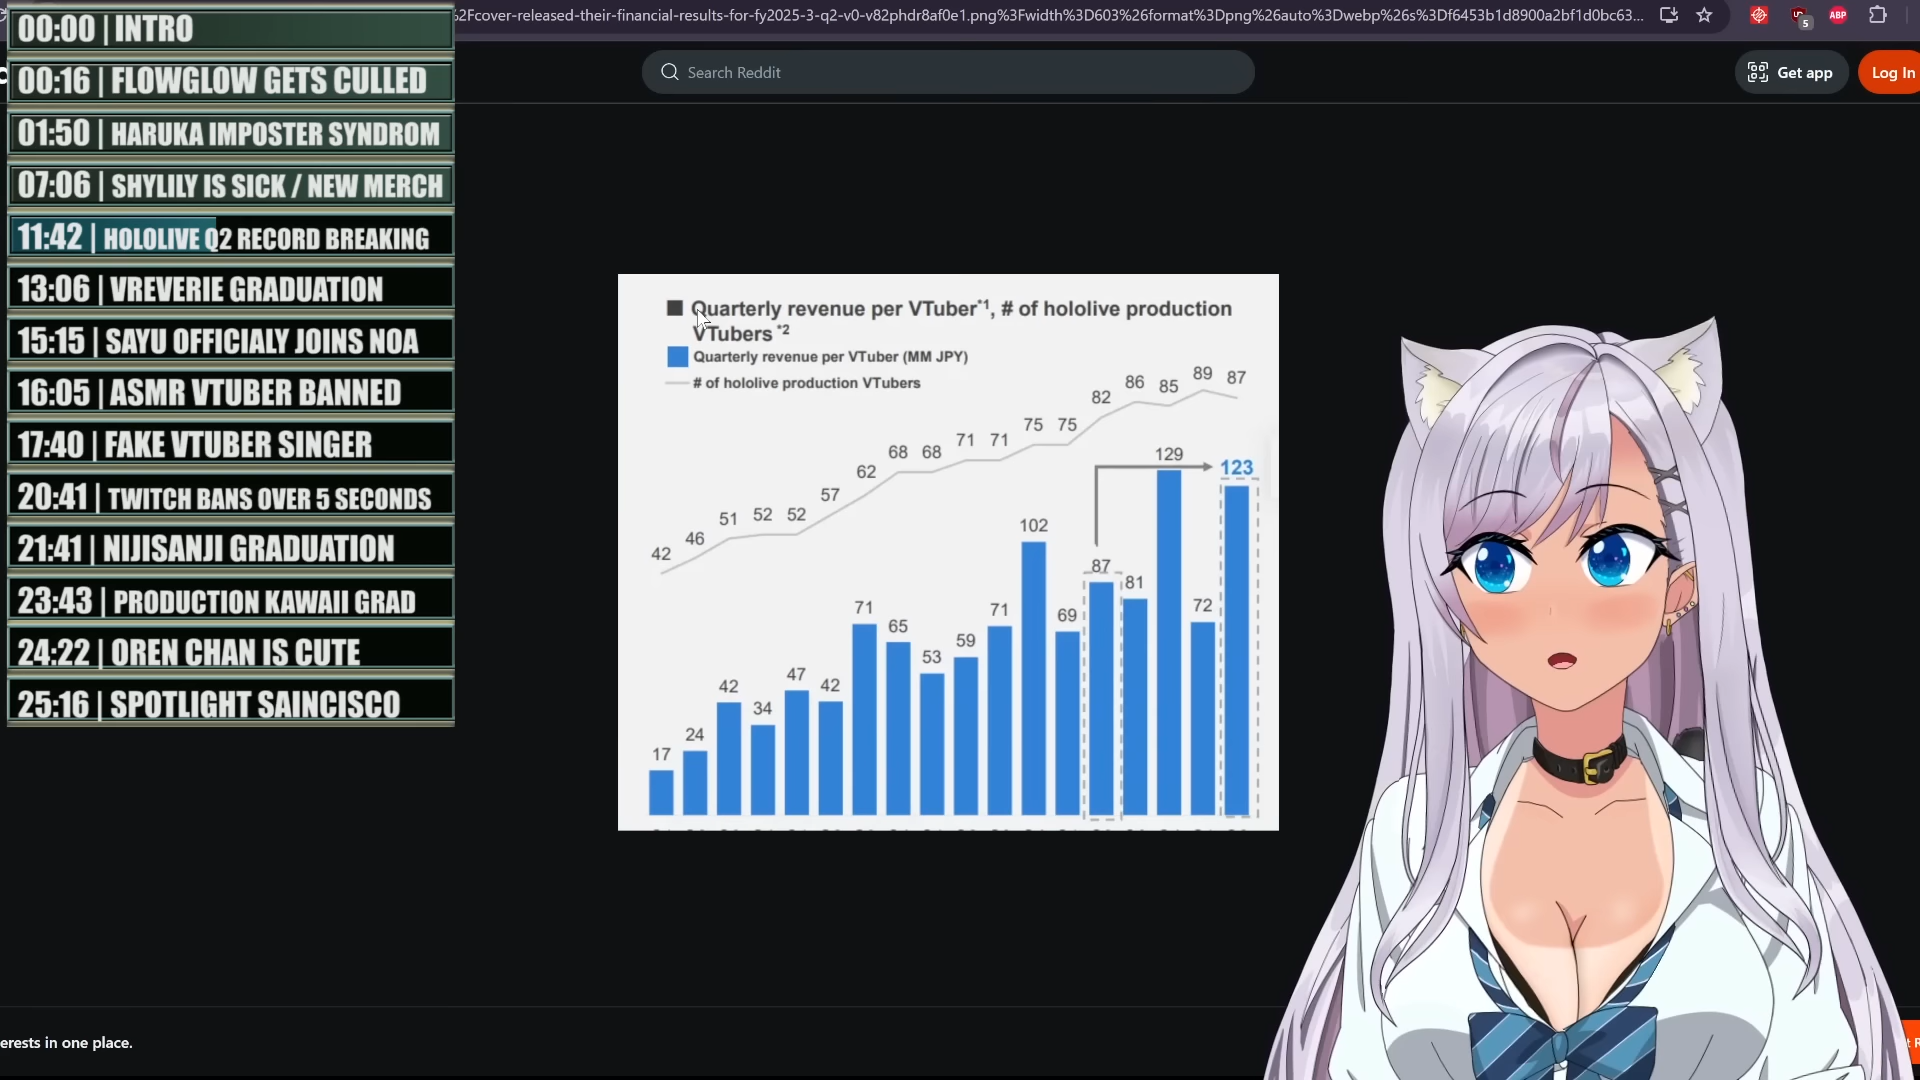 2Fcover-released-their-financial-results-for-fy2025-3-q2-v0-v82phdr8af0e1.png%3Fwidth%3D603%26format%3Dpng%26auto%3Dwebp%26s%3Df6453b1d8900a2bf1d0bc63...
5
ABP
Search Reddit
Get app
Log In
00:00 | INTRO
00:16 | FLOWGLOW GETS CULLED
01:50 | HARUKA IMPOSTER SYNDROM
07:06 | SHYLILY IS SICK / NEW MERCH
11:42 | HOLOLIVE Q2 RECORD BREAKING
13:06 | VREVERIE GRADUATION
15:15 | SAYU OFFICIALY JOINS NOA
16:05 | ASMR VTUBER BANNED
17:40 | FAKE VTUBER SINGER
20:41 | TWITCH BANS OVER 5 SECONDS
21:41 | NIJISANJI GRADUATION
23:43 | PRODUCTION KAWAII GRAD
24:22 | OREN CHAN IS CUTE
25:16 | SPOTLIGHT SAINCISCO
Quarterly revenue per VTuber*1, # of hololive production
VTubers *2
Quarterly revenue per VTuber (MM JPY)
# of hololive production VTubers
42 46 51 52 52 57 62 68 68 71 71 75 75 82 86 85 89 87
17 24 42 34 47 42 71 65 53 59 71 102 69 87 81 129 72 123
erests in one place.